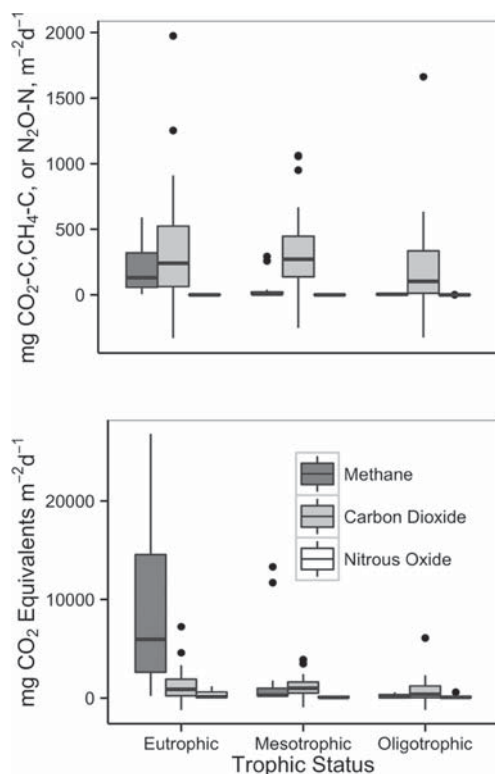 mg CO₂-C,CH₄-C, or N₂O-N, m⁻²d⁻¹
2000
1500
1000
500
0
mg CO₂ Equivalents m⁻²d⁻¹
20000
10000
0
Methane
Carbon Dioxide
Nitrous Oxide
Eutrophic Mesotrophic Oligotrophic
Trophic Status